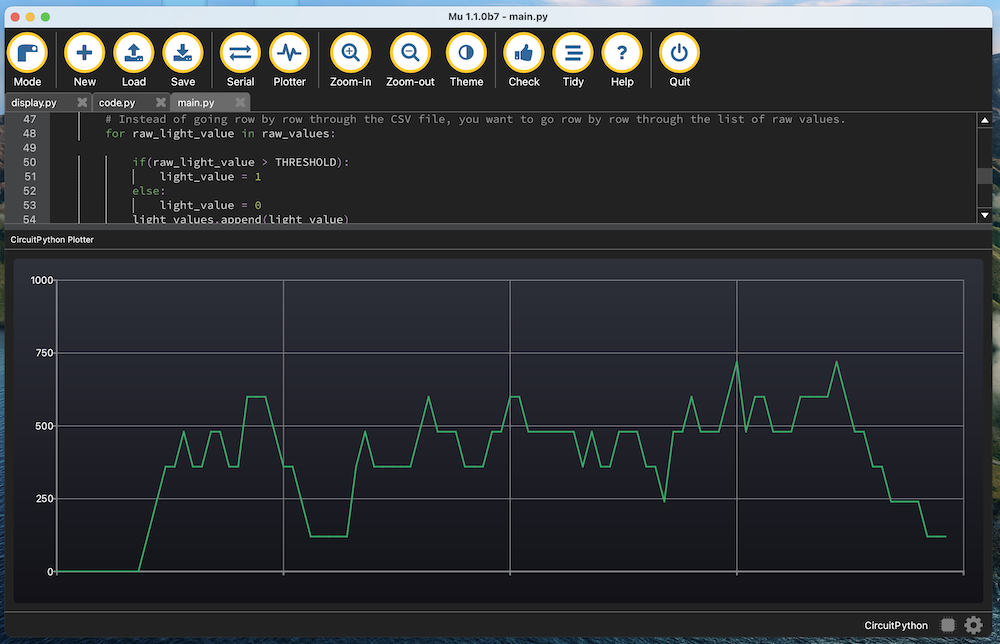 Mu 1.1.0b7 - main.py
Mode New Load Save Serial Plotter Zoom-in Zoom-out Theme Check Tidy Help Quit
display.py code.py main.py
47 # Instead of going row by row through the CSV file, you want to go row by row through the list of raw values.
48 for raw_light_value in raw_values:
49
50 if(raw_light_value > THRESHOLD):
51 light_value = 1
52 else:
53 light_value = 0
54 light_values.append(light_value)
CircuitPython Plotter
1000
750
500
250
0
CircuitPython